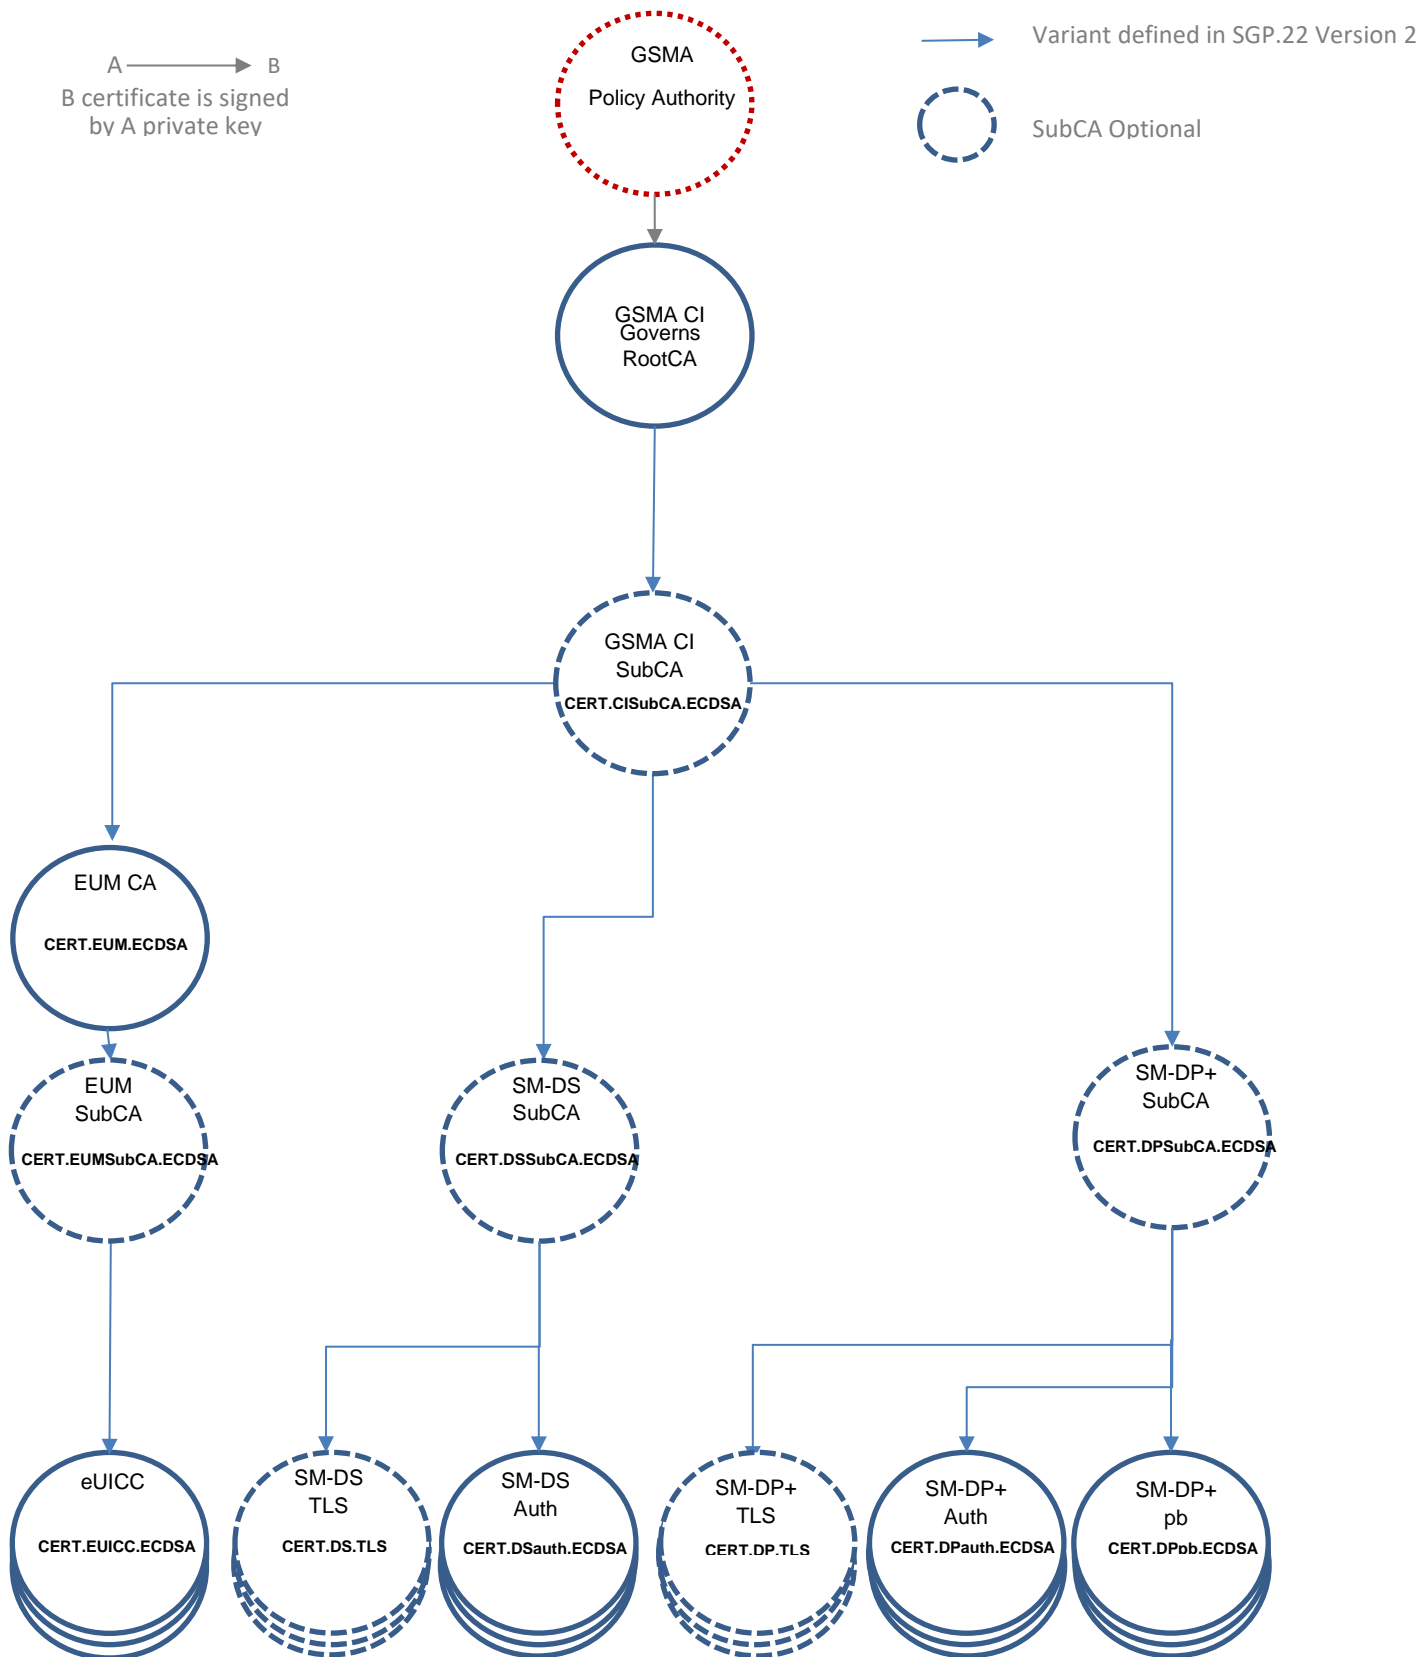 A
B
B certificate is signed
by A private key
GSMA
Policy Authority
Variant defined in SGP.22 Version 2
SubCA Optional
GSMA CI
Governs
RootCA
GSMA CI
SubCA
CERT.CISubCA.ECDSA
EUM CA
CERT.EUM.ECDSA
EUM
SubCA
CERT.EUMSubCA.ECDSA
SM-DS
SubCA
CERT.DSSubCA.ECDSA
SM-DP+
SubCA
CERT.DPSubCA.ECDSA
eUICC
CERT.EUICC.ECDSA
SM-DS
TLS
CERT.DS.TLS
SM-DS
Auth
CERT.DSauth.ECDSA
SM-DP+
TLS
CERT.DP.TLS
SM-DP+
Auth
CERT.DPauth.ECDSA
SM-DP+
pb
CERT.DPpb.ECDSA